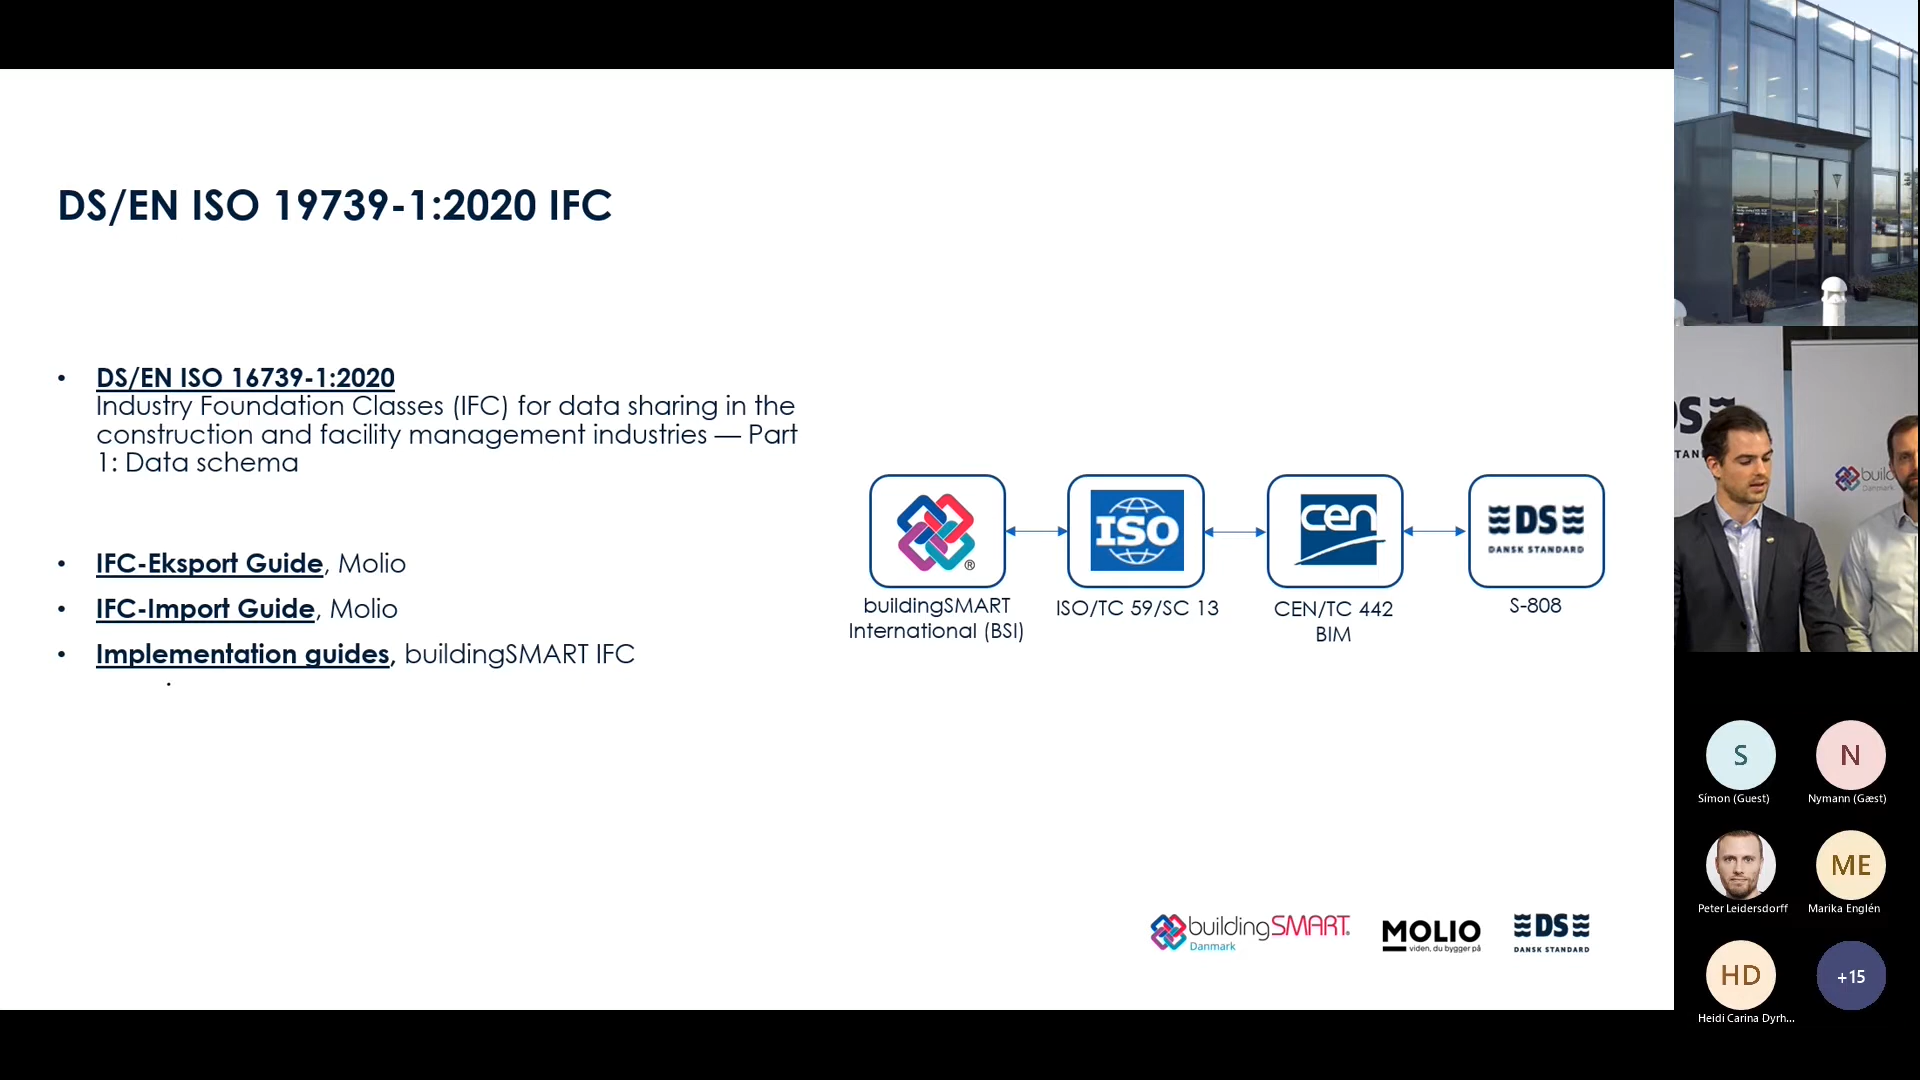 DS/EN ISO 19739-1:2020 IFC
• DS/EN ISO 16739-1:2020
Industry Foundation Classes (IFC) for data sharing in the
construction and facility management industries — Part
1: Data schema
• IFC-Eksport Guide, Molio
• IFC-Import Guide, Molio
• Implementation guides, buildingSMART IFC
ISO
cen
DS
DANSK STANDARD
buildingSMART
International (BSI)
ISO/TC 59/SC 13
CEN/TC 442
BIM
S-808
buildingSMART
Danmark
MOLIO
viden, du bygger på
DS
DANSK STANDARD
DS
build
Danmark
S
N
Símon (Guest)
Nymann (Gæst)
ME
Peter Leidersdorff
Marika Englén
HD
+15
Heidi Carina Dyrh...